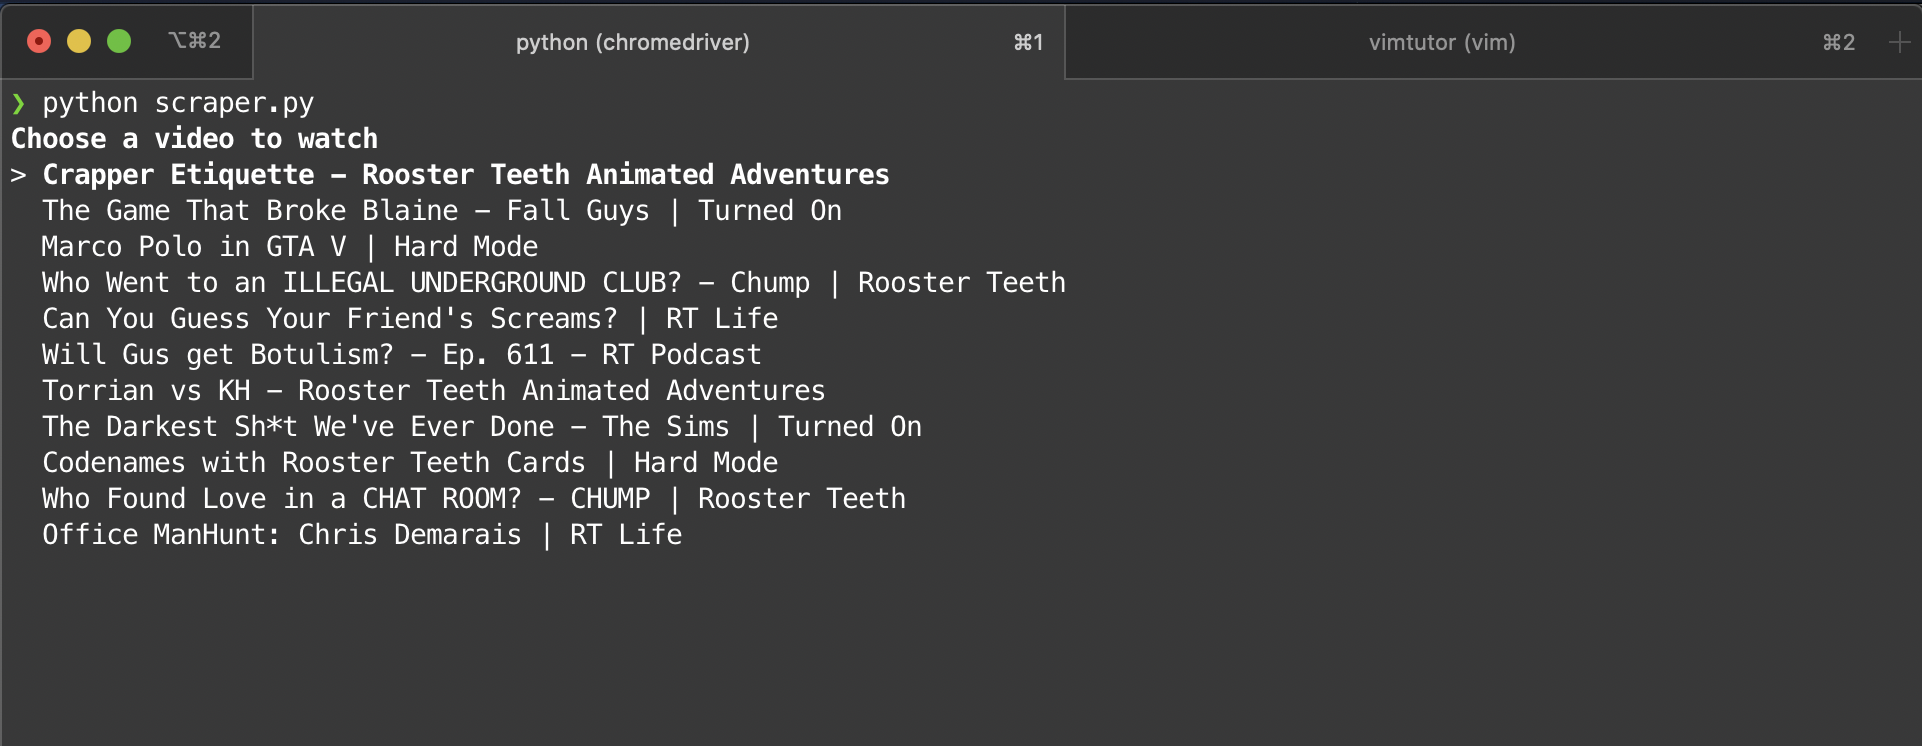 ⌥⌘2 python (chromedriver) ⌘1 vimtutor (vim) ⌘2 +
❯ python scraper.py
Choose a video to watch
> Crapper Etiquette – Rooster Teeth Animated Adventures
The Game That Broke Blaine – Fall Guys | Turned On
Marco Polo in GTA V | Hard Mode
Who Went to an ILLEGAL UNDERGROUND CLUB? – Chump | Rooster Teeth
Can You Guess Your Friend's Screams? | RT Life
Will Gus get Botulism? – Ep. 611 – RT Podcast
Torrian vs KH – Rooster Teeth Animated Adventures
The Darkest Sh*t We've Ever Done – The Sims | Turned On
Codenames with Rooster Teeth Cards | Hard Mode
Who Found Love in a CHAT ROOM? – CHUMP | Rooster Teeth
Office ManHunt: Chris Demarais | RT Life